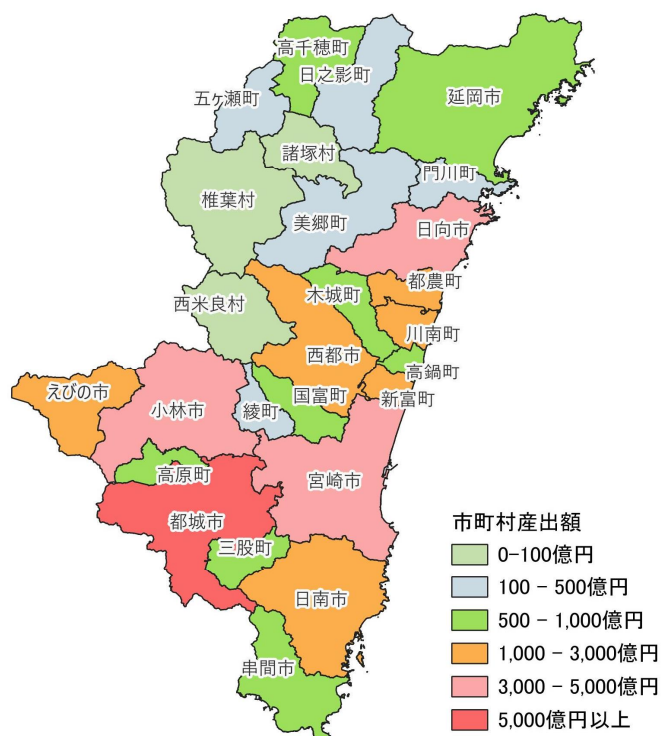 高千穂町
日之影町
延岡市
五ヶ瀬町
諸塚村
門川町
椎葉村
美郷町
日向市
都農町
木城町
西米良村
川南町
西都市
高鍋町
えびの市
国富町
新富町
小林市
綾町
高原町
宮崎市
都城市
三股町
日南市
串間市
市町村産出額
0-100億円
100 - 500億円
500 - 1,000億円
1,000 - 3,000億円
3,000 - 5,000億円
5,000億円以上